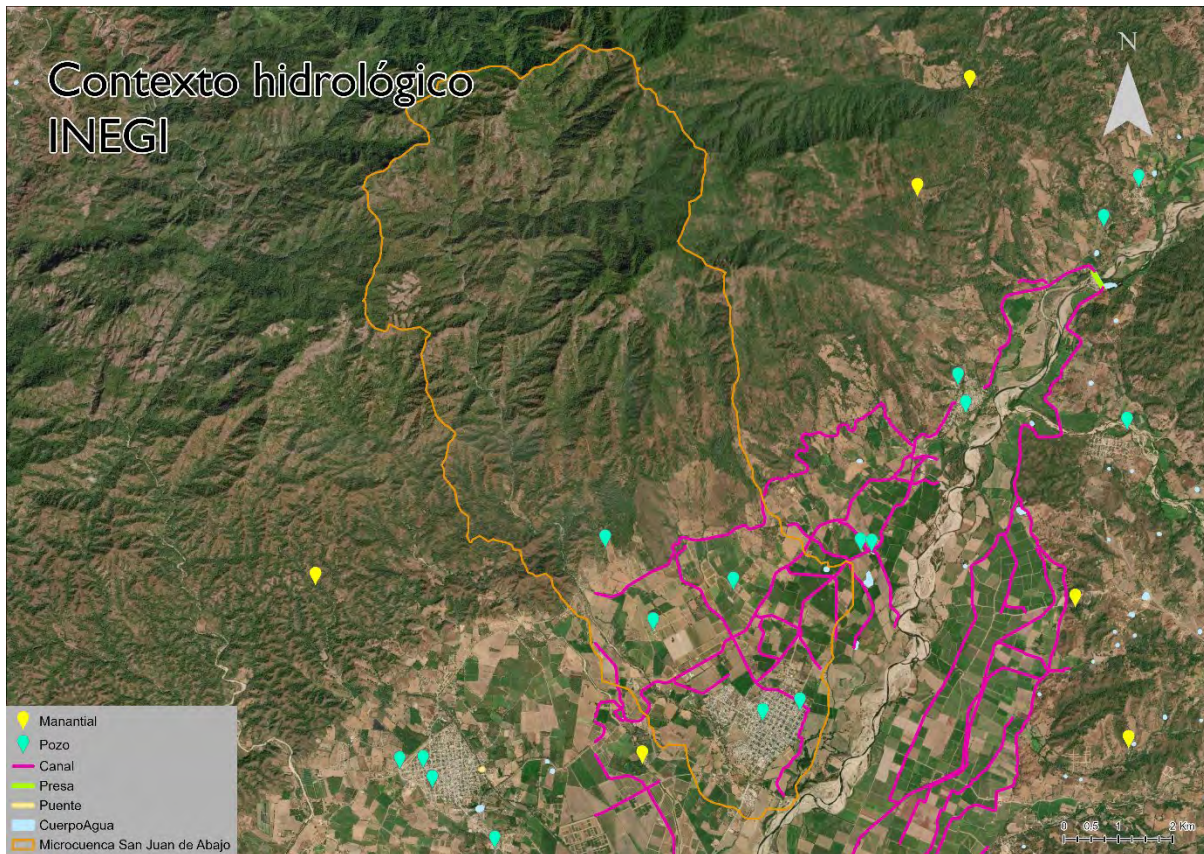 Contexto hidrológico
INEGI
N
Manantial
Pozo
Canal
Presa
Puente
CuerpoAgua
Microcuenca San Juan de Abajo
0 0.5 1 2 Km